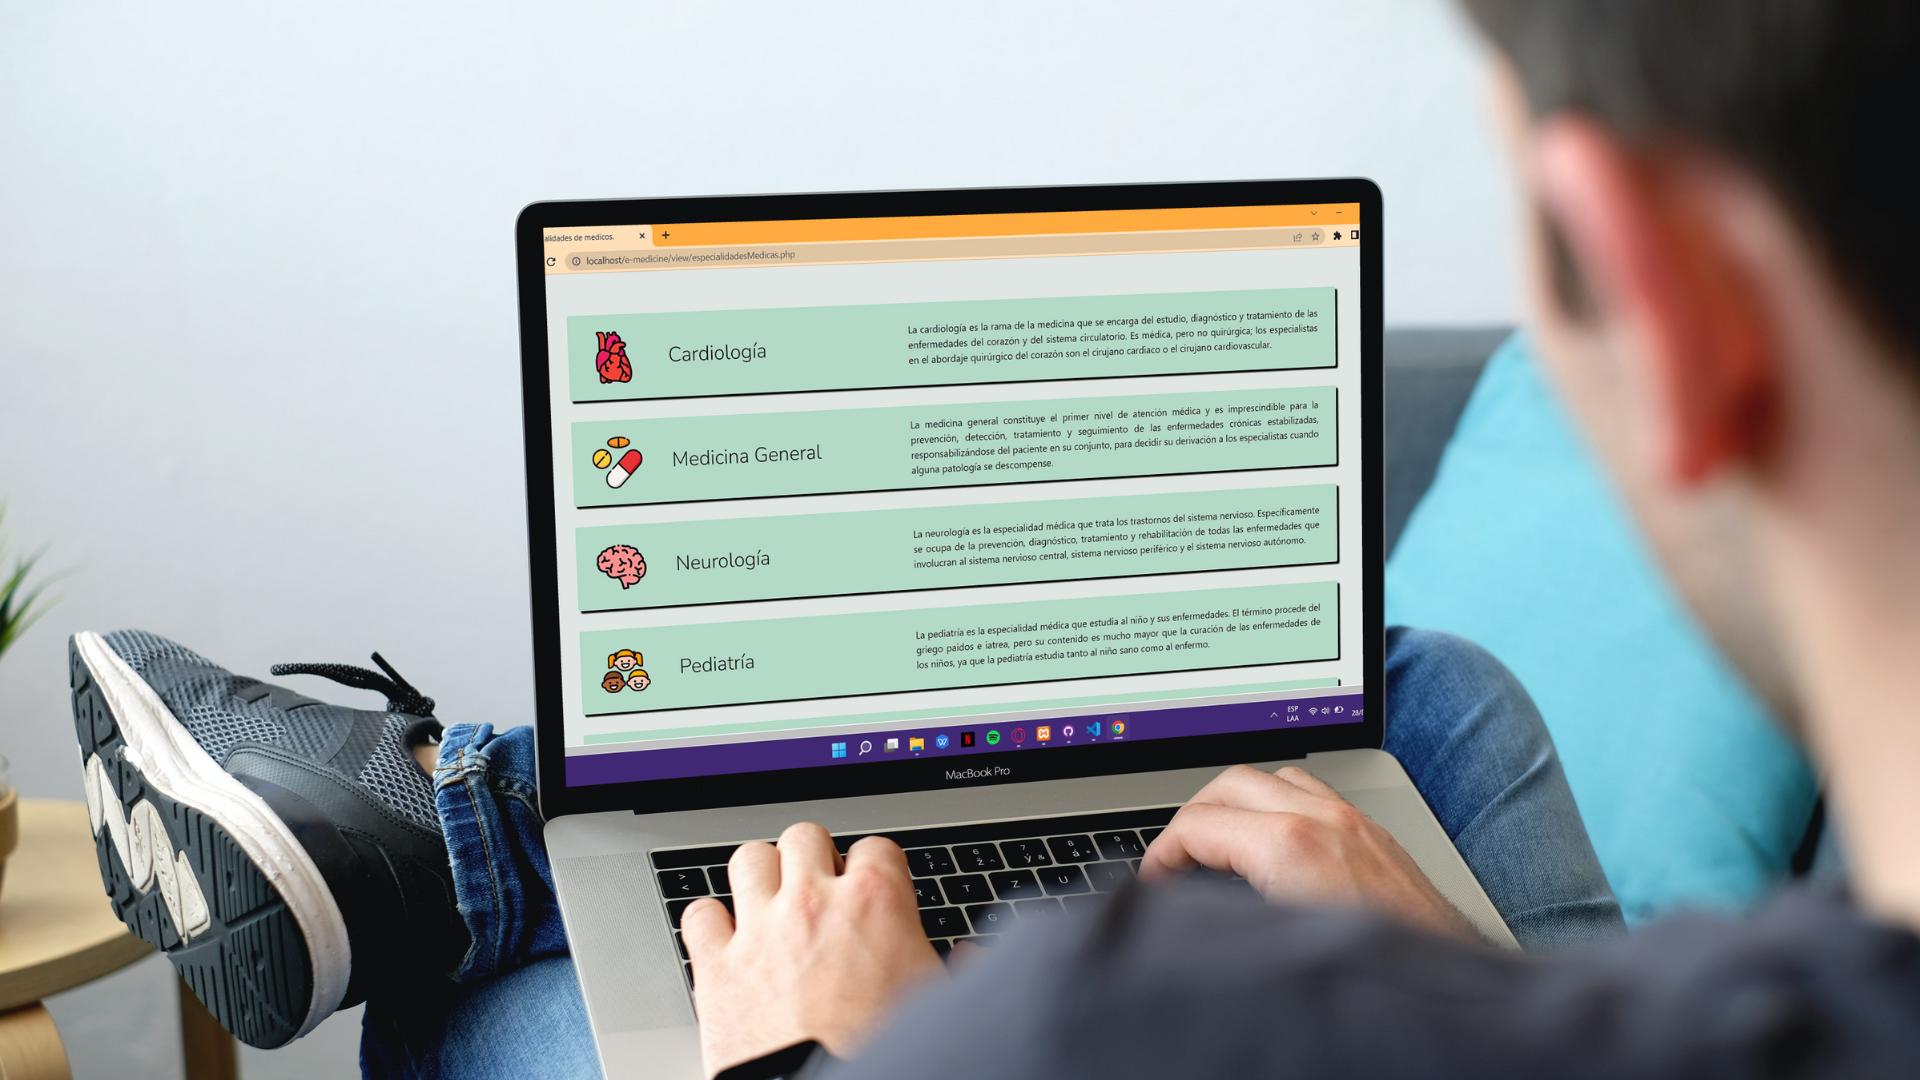 alidades de medicos.
localhost/e-medicine/view/especialidadesMedicas.php
Cardiología
La cardiología es la rama de la medicina que se encarga del estudio, diagnóstico y tratamiento de las
enfermedades del corazón y del sistema circulatorio. Es médica, pero no quirúrgica; los especialistas
en el abordaje quirúrgico del corazón son el cirujano cardiaco o el cirujano cardiovascular.
Medicina General
La medicina general constituye el primer nivel de atención médica y es imprescindible para la
prevención, detección, tratamiento y seguimiento de las enfermedades crónicas estabilizadas,
responsabilizándose del paciente en su conjunto, para decidir su derivación a los especialistas cuando
alguna patología se descompense.
Neurología
La neurología es la especialidad médica que trata los trastornos del sistema nervioso. Específicamente
se ocupa de la prevención, diagnóstico, tratamiento y rehabilitación de todas las enfermedades que
involucran al sistema nervioso central, sistema nervioso periférico y el sistema nervioso autónomo.
Pediatría
La pediatría es la especialidad médica que estudia al niño y sus enfermedades. El término procede del
griego paidos e iatrea, pero su contenido es mucho mayor que la curación de las enfermedades de
los niños, ya que la pediatría estudia tanto al niño sano como al enfermo.
ESP
LAA
28/
MacBook Pro
5 6 7 8 9
ř ž ý á í
R T Z U
F G